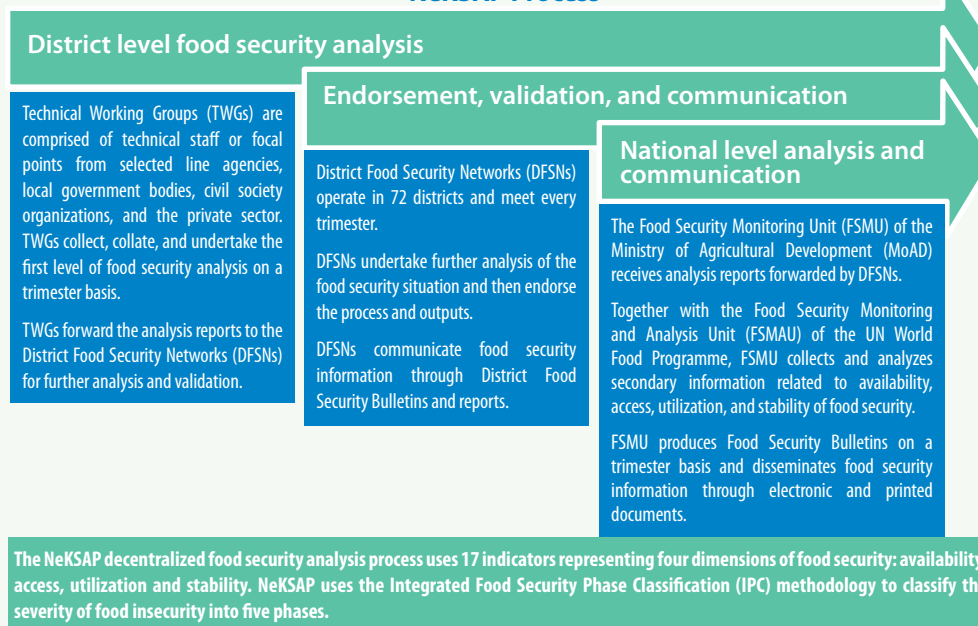 NeKSAP Process
District level food security analysis
Technical Working Groups (TWGs) are
comprised of technical staff or focal
points from selected line agencies,
local government bodies, civil society
organizations, and the private sector.
TWGs collect, collate, and undertake the
first level of food security analysis on a
trimester basis.
TWGs forward the analysis reports to the
District Food Security Networks (DFSNs)
for further analysis and validation.
Endorsement, validation, and communication
District Food Security Networks (DFSNs)
operate in 72 districts and meet every
trimester.
DFSNs undertake further analysis of the
food security situation and then endorse
the process and outputs.
DFSNs communicate food security
information through District Food
Security Bulletins and reports.
National level analysis and
communication
The Food Security Monitoring Unit (FSMU) of the
Ministry of Agricultural Development (MoAD)
receives analysis reports forwarded by DFSNs.
Together with the Food Security Monitoring
and Analysis Unit (FSMAU) of the UN World
Food Programme, FSMU collects and analyzes
secondary information related to availability,
access, utilization, and stability of food security.
FSMU produces Food Security Bulletins on a
trimester basis and disseminates food security
information through electronic and printed
documents.
The NeKSAP decentralized food security analysis process uses 17 indicators representing four dimensions of food security: availability
access, utilization and stability. NeKSAP uses the Integrated Food Security Phase Classification (IPC) methodology to classify th
severity of food insecurity into five phases.